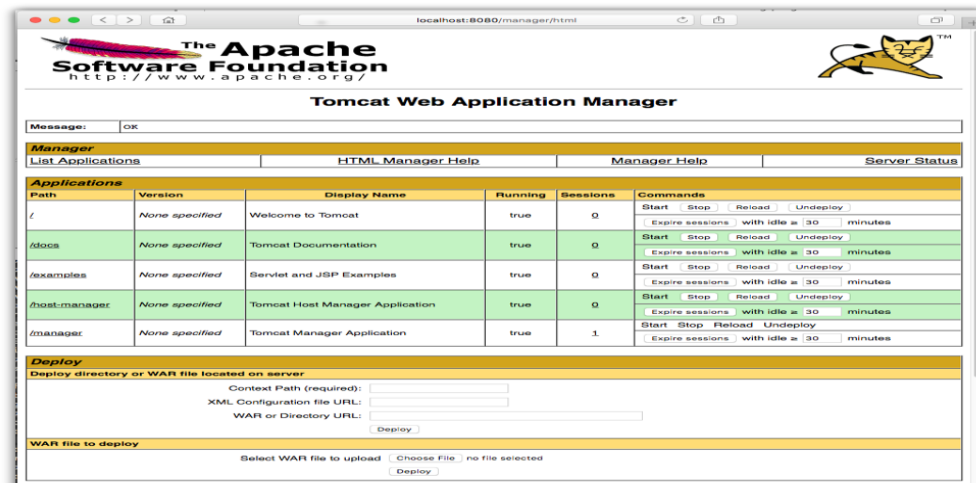 localhost:8080/manager/html
The Apache
Software Foundation
http://www.apache.org/
TM
Tomcat Web Application Manager
Message: OK
Manager
List Applications HTML Manager Help Manager Help Server Status
Applications
Path Version Display Name Running Sessions Commands
/ None specified Welcome to Tomcat true 0 Start Stop Reload Undeploy
Expire sessions with idle ≥ 30 minutes
/docs None specified Tomcat Documentation true 0 Start Stop Reload Undeploy
Expire sessions with idle ≥ 30 minutes
/examples None specified Servlet and JSP Examples true 0 Start Stop Reload Undeploy
Expire sessions with idle ≥ 30 minutes
/host-manager None specified Tomcat Host Manager Application true 0 Start Stop Reload Undeploy
Expire sessions with idle ≥ 30 minutes
/manager None specified Tomcat Manager Application true 1 Start Stop Reload Undeploy
Expire sessions with idle ≥ 30 minutes
Deploy
Deploy directory or WAR file located on server
Context Path (required):
XML Configuration file URL:
WAR or Directory URL:
Deploy
WAR file to deploy
Select WAR file to upload Choose File no file selected
Deploy